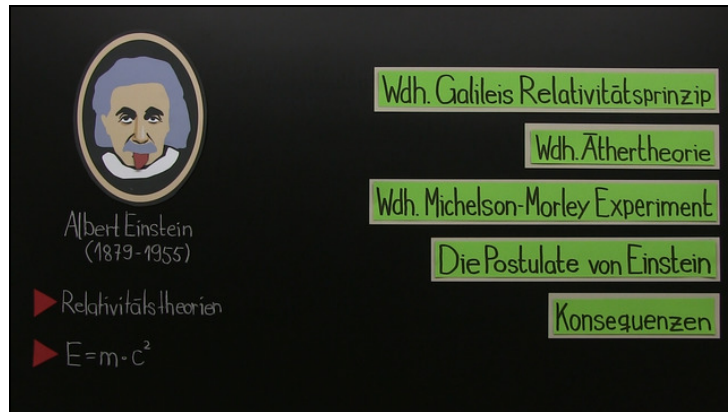 Albert Einstein
(1879-1955)
Relativitätstheorien
E=m·c²
Wdh. Galileis Relativitätsprinzip
Wdh. Äthertheorie
Wdh. Michelson-Morley Experiment
Die Postulate von Einstein
Konsequenzen